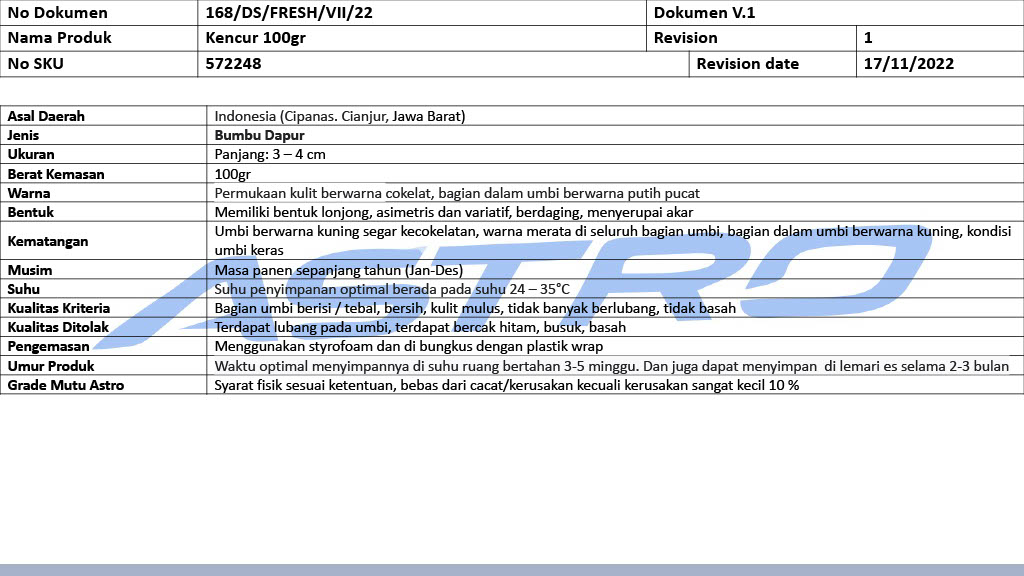 No Dokumen 168/DS/FRESH/VII/22 Dokumen V.1
Nama Produk Kencur 100gr Revision 1
No SKU 572248 Revision date 17/11/2022
Asal Daerah Indonesia (Cipanas. Cianjur, Jawa Barat)
Jenis Bumbu Dapur
Ukuran Panjang: 3 – 4 cm
Berat Kemasan 100gr
Warna Permukaan kulit berwarna cokelat, bagian dalam umbi berwarna putih pucat
Bentuk Memiliki bentuk lonjong, asimetris dan variatif, berdaging, menyerupai akar
Kematangan Umbi berwarna kuning segar kecokelatan, warna merata di seluruh bagian umbi, bagian dalam umbi berwarna kuning, kondisi
umbi keras
Musim Masa panen sepanjang tahun (Jan-Des)
Suhu Suhu penyimpanan optimal berada pada suhu 24 – 35°C
Kualitas Kriteria Bagian umbi berisi / tebal, bersih, kulit mulus, tidak banyak berlubang, tidak basah
Kualitas Ditolak Terdapat lubang pada umbi, terdapat bercak hitam, busuk, basah
Pengemasan Menggunakan styrofoam dan di bungkus dengan plastik wrap
Umur Produk Waktu optimal menyimpannya di suhu ruang bertahan 3-5 minggu. Dan juga dapat menyimpan di lemari es selama 2-3 bulan
Grade Mutu Astro Syarat fisik sesuai ketentuan, bebas dari cacat/kerusakan kecuali kerusakan sangat kecil 10 %
ASTRO